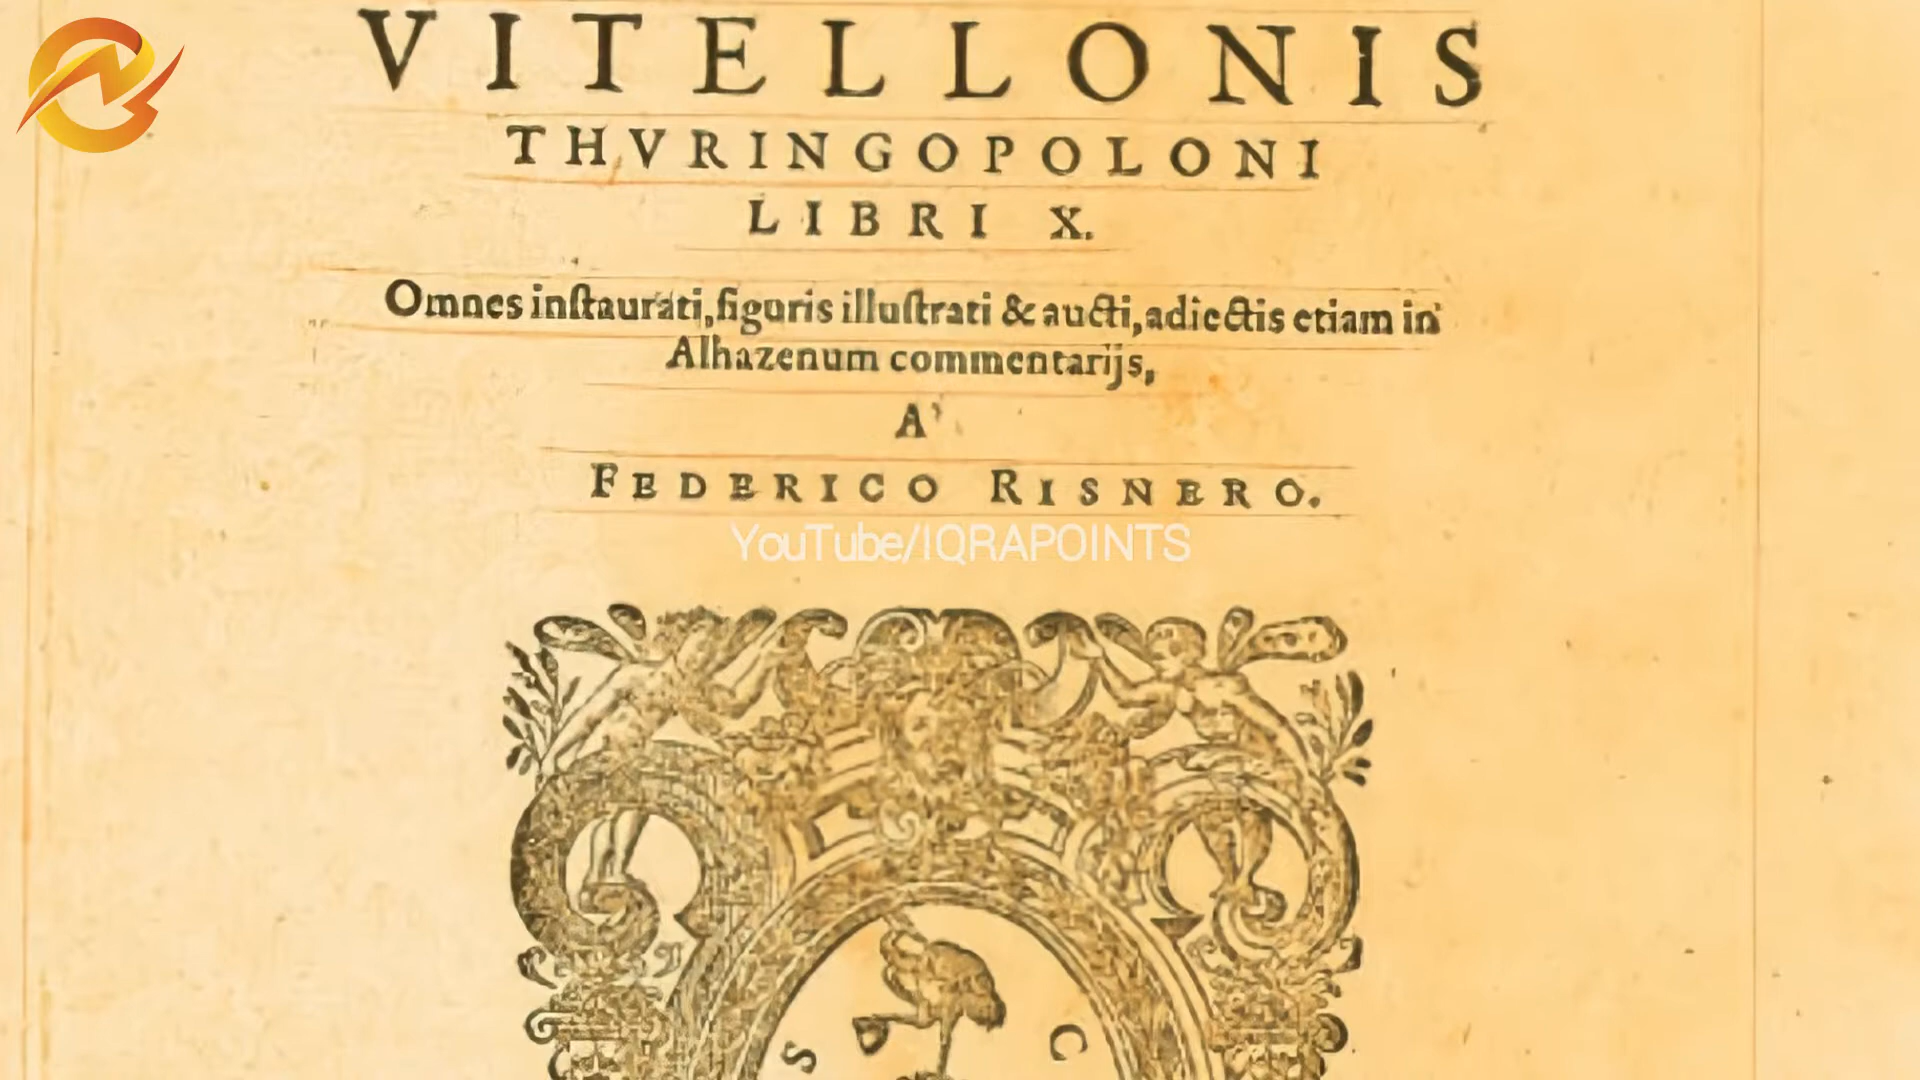 VITELLONIS
THVRINGOPOLONI
LIBRI X.
Omnes inſtaurati, figuris illuſtrati & aucti, adiectis etiam in
Alhazenum commentarijs,
A'
FEDERICO RISNERO.
YouTube/IQRAPOINTS
S C